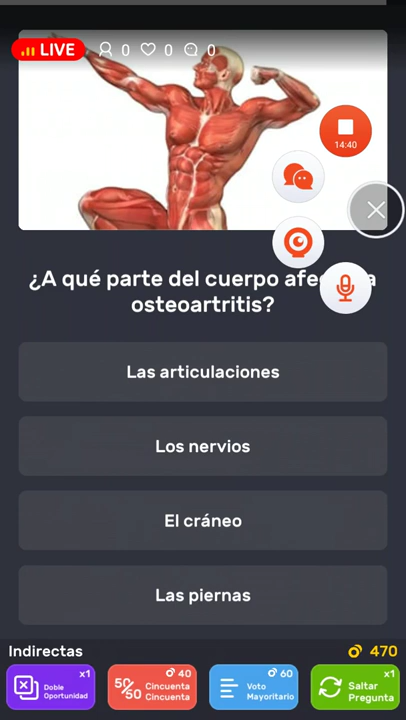 LIVE 0 0 0
14:40
¿A qué parte del cuerpo afe a
osteoartritis?
Las articulaciones
Los nervios
El cráneo
Las piernas
Indirectas 470
x1 40 60 x1
Doble Oportunidad
50/50 Cincuenta Cincuenta
Voto Mayoritario
Saltar Pregunta